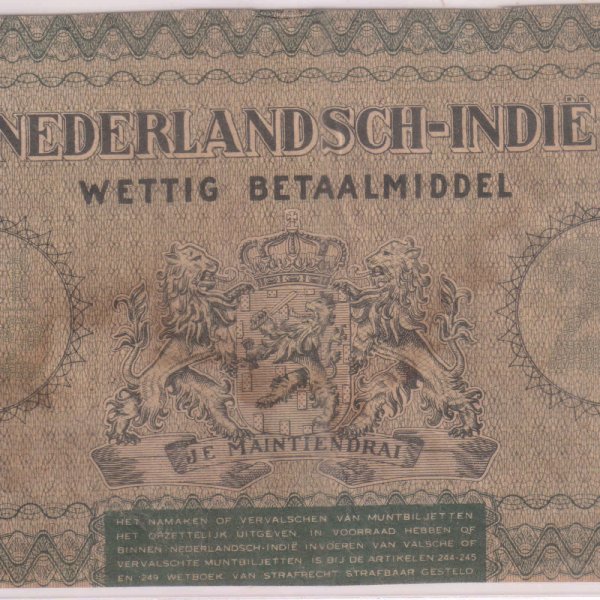 NEDERLANDSCH-INDIË
WETTIG BETAALMIDDEL
JE MAINTIENDRAI
HET NAMAKEN OF VERVALSCHEN VAN MUNTBILJETTEN
HET OPZETTELIJK UITGEVEN IN VOORRAAD HEBBEN OF
BINNEN NEDERLANDSCH-INDIË INVOEREN VAN VALSCHE OF
VERVALSCHTE MUNTBILJETTEN IS BIJ DE ARTIKELEN 244-245
EN 249 WETBOEK VAN STRAFRECHT STRAFBAAR GESTELD